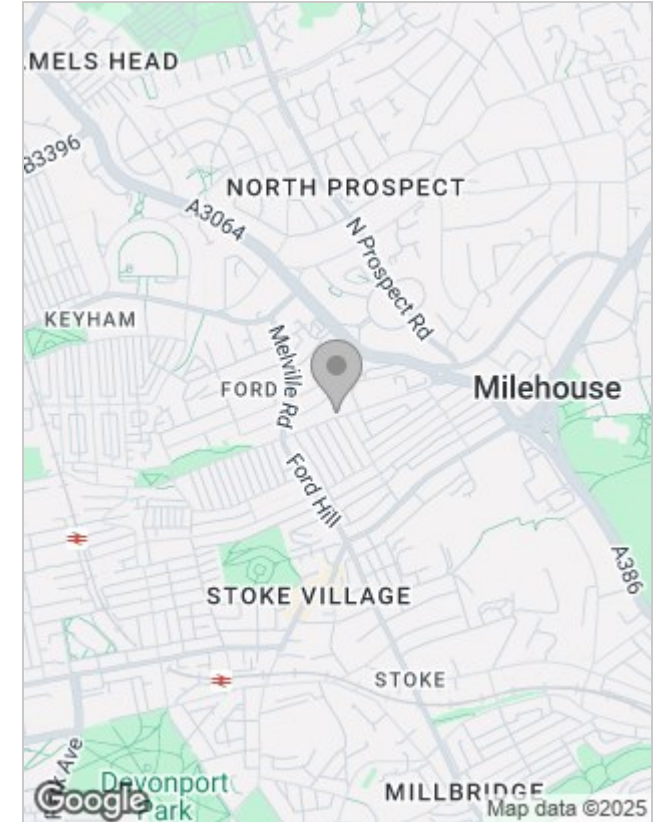 MELS HEAD
B3396
NORTH PROSPECT
A3064
N Prospect Rd
KEYHAM
Melville Rd
FORD
Milehouse
Ford Hill
A386
STOKE VILLAGE
STOKE
Ave
Devonport
Park
MILLBRIDGE
Google
Map data ©2025